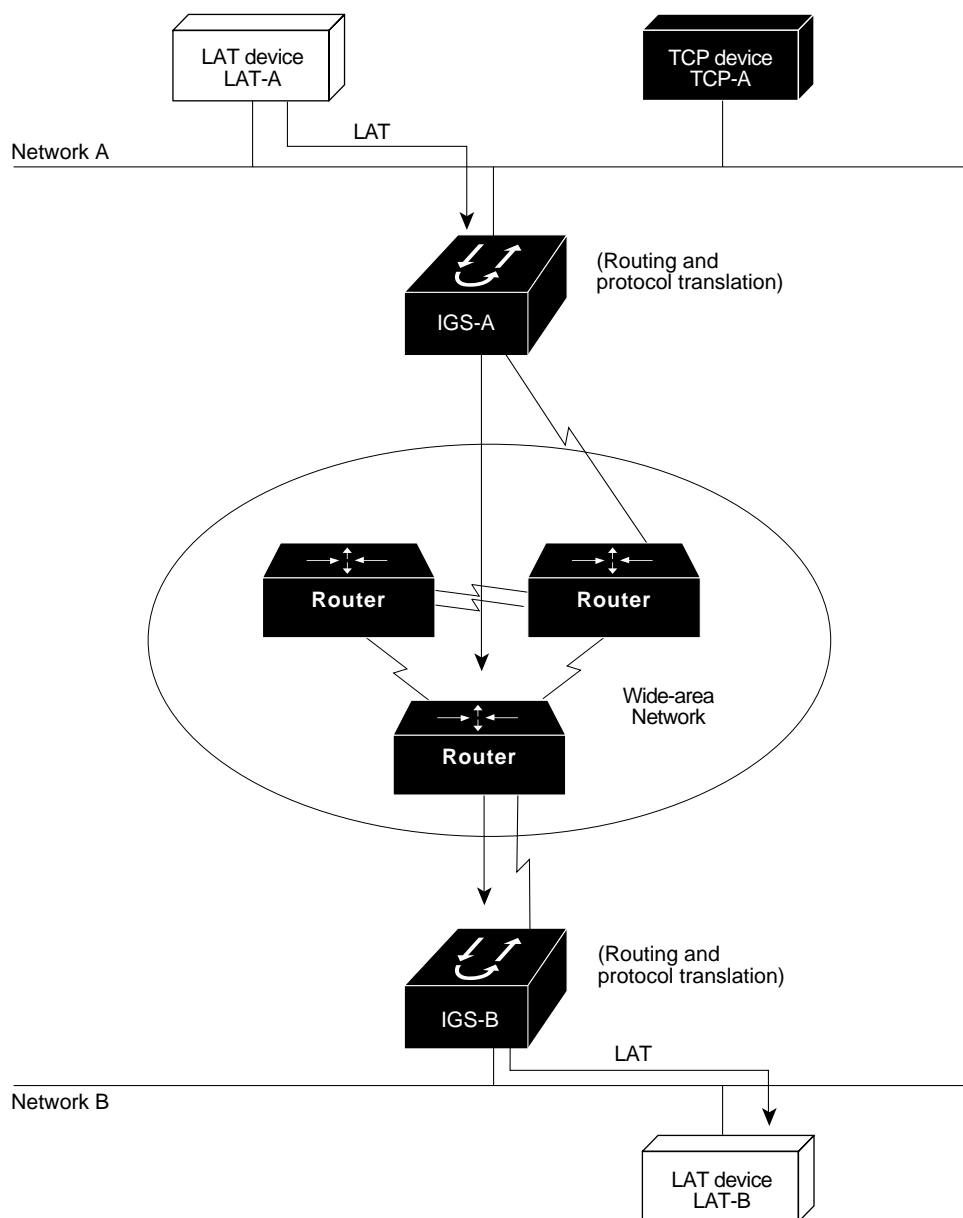 LAT device
LAT-A
TCP device
TCP-A
LAT
Network A
(Routing and
protocol translation)
IGS-A
Router
Router
Wide-area
Network
Router
(Routing and
protocol translation)
IGS-B
LAT
Network B
LAT device
LAT-B